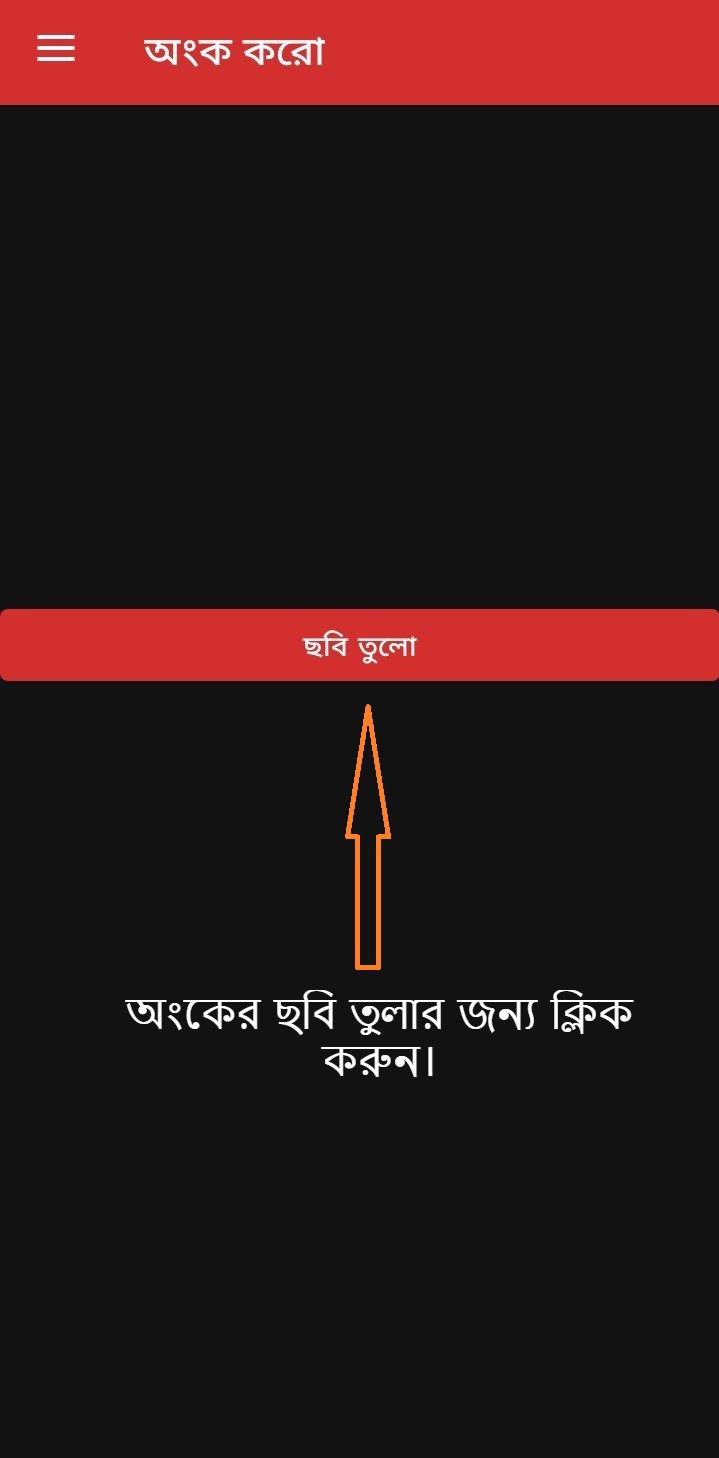 অংক করো
ছবি তুলো
অংকের ছবি তুলার জন্য ক্লিক
করুন।